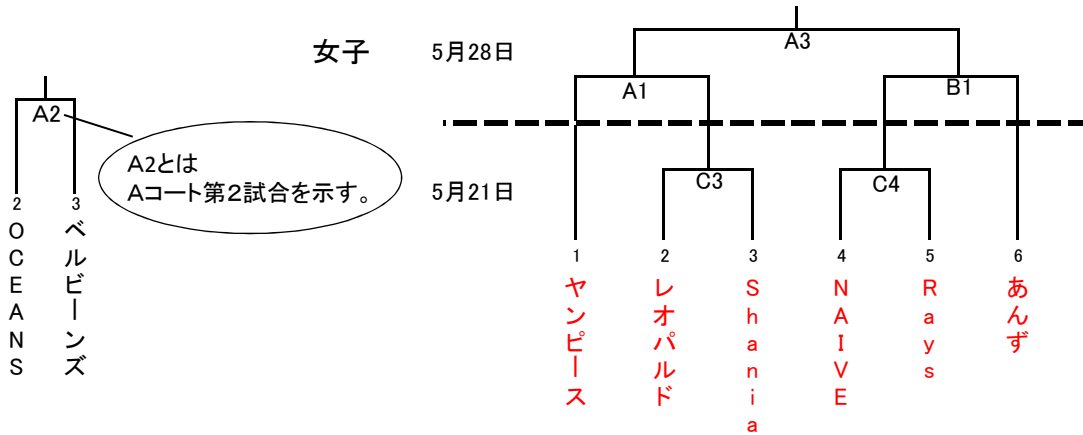 女子
5月28日
A3
A1
B1
A2
A2とは
Aコート第2試合を示す。
5月21日
C3
C4
2
3
OCEANS
ベルビーンズ
1
2
3
4
5
6
ヤンピース
レオパルド
Shania
NAIVE
Rays
あんず